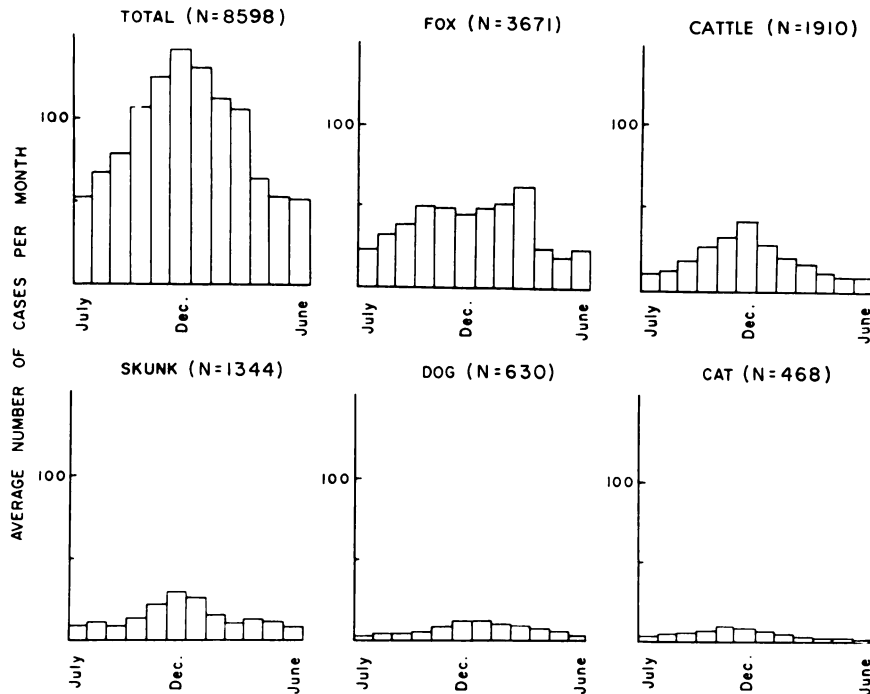 TOTAL (N=8598)
FOX (N=3671)
CATTLE (N=1910)
100
100
100
July
Dec.
June
July
Dec.
June
July
Dec.
June
AVERAGE NUMBER OF CASES PER MONTH
SKUNK (N=1344)
DOG (N=630)
CAT (N=468)
100
100
100
July
Dec.
June
July
Dec.
June
July
Dec.
June